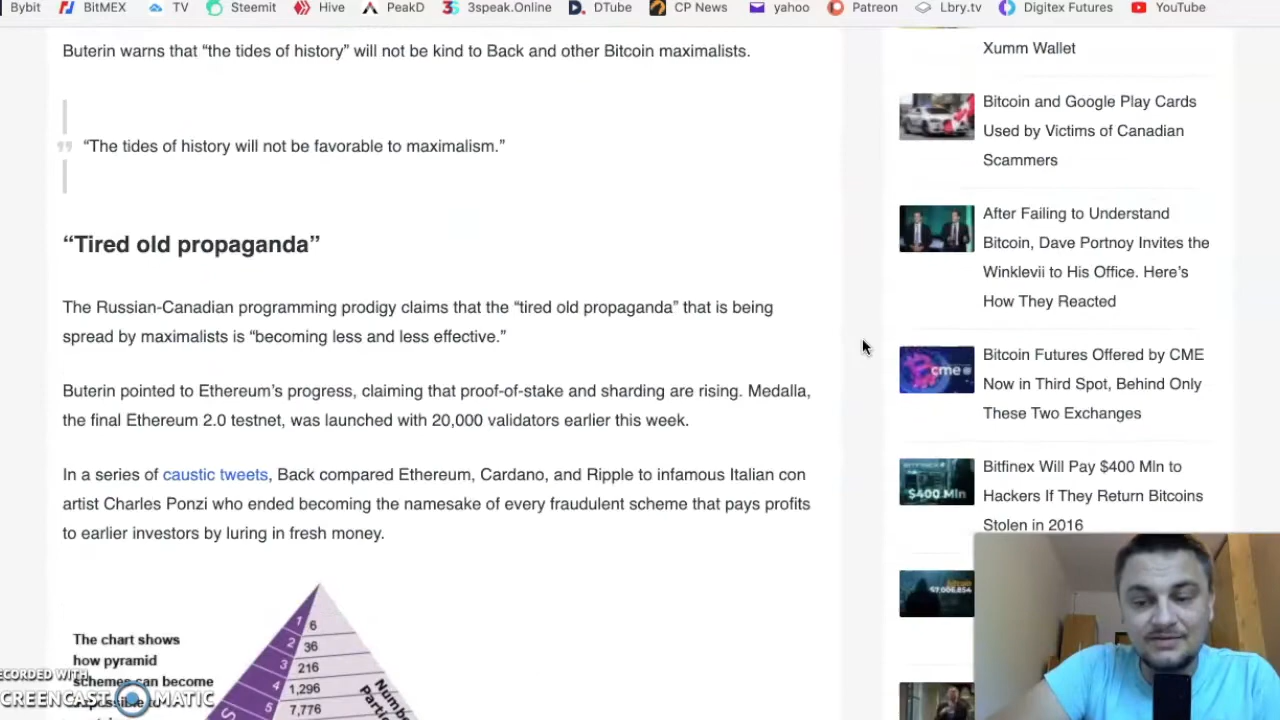 Bybit BitMEX TV Steemit Hive PeakD 3speak.Online DTube CP News yahoo Patreon Lbry.tv Digitex Futures YouTube
Buterin warns that “the tides of history” will not be kind to Back and other Bitcoin maximalists.
“The tides of history will not be favorable to maximalism.”
“Tired old propaganda”
The Russian-Canadian programming prodigy claims that the “tired old propaganda” that is being
spread by maximalists is “becoming less and less effective.”
Buterin pointed to Ethereum’s progress, claiming that proof-of-stake and sharding are rising. Medalla,
the final Ethereum 2.0 testnet, was launched with 20,000 validators earlier this week.
In a series of caustic tweets, Back compared Ethereum, Cardano, and Ripple to infamous Italian con
artist Charles Ponzi who ended becoming the namesake of every fraudulent scheme that pays profits
to earlier investors by luring in fresh money.
The chart shows
how pyramid
schemes can become
1 6
2 36
3 216
4 1,296
5 7,776
RECORDED WITH
SCREENCAST MATIC
Xumm Wallet
Bitcoin and Google Play Cards
Used by Victims of Canadian
Scammers
After Failing to Understand
Bitcoin, Dave Portnoy Invites the
Winklevii to His Office. Here’s
How They Reacted
cme
Bitcoin Futures Offered by CME
Now in Third Spot, Behind Only
These Two Exchanges
$400 Mln
Bitfinex Will Pay $400 Mln to
Hackers If They Return Bitcoins
Stolen in 2016